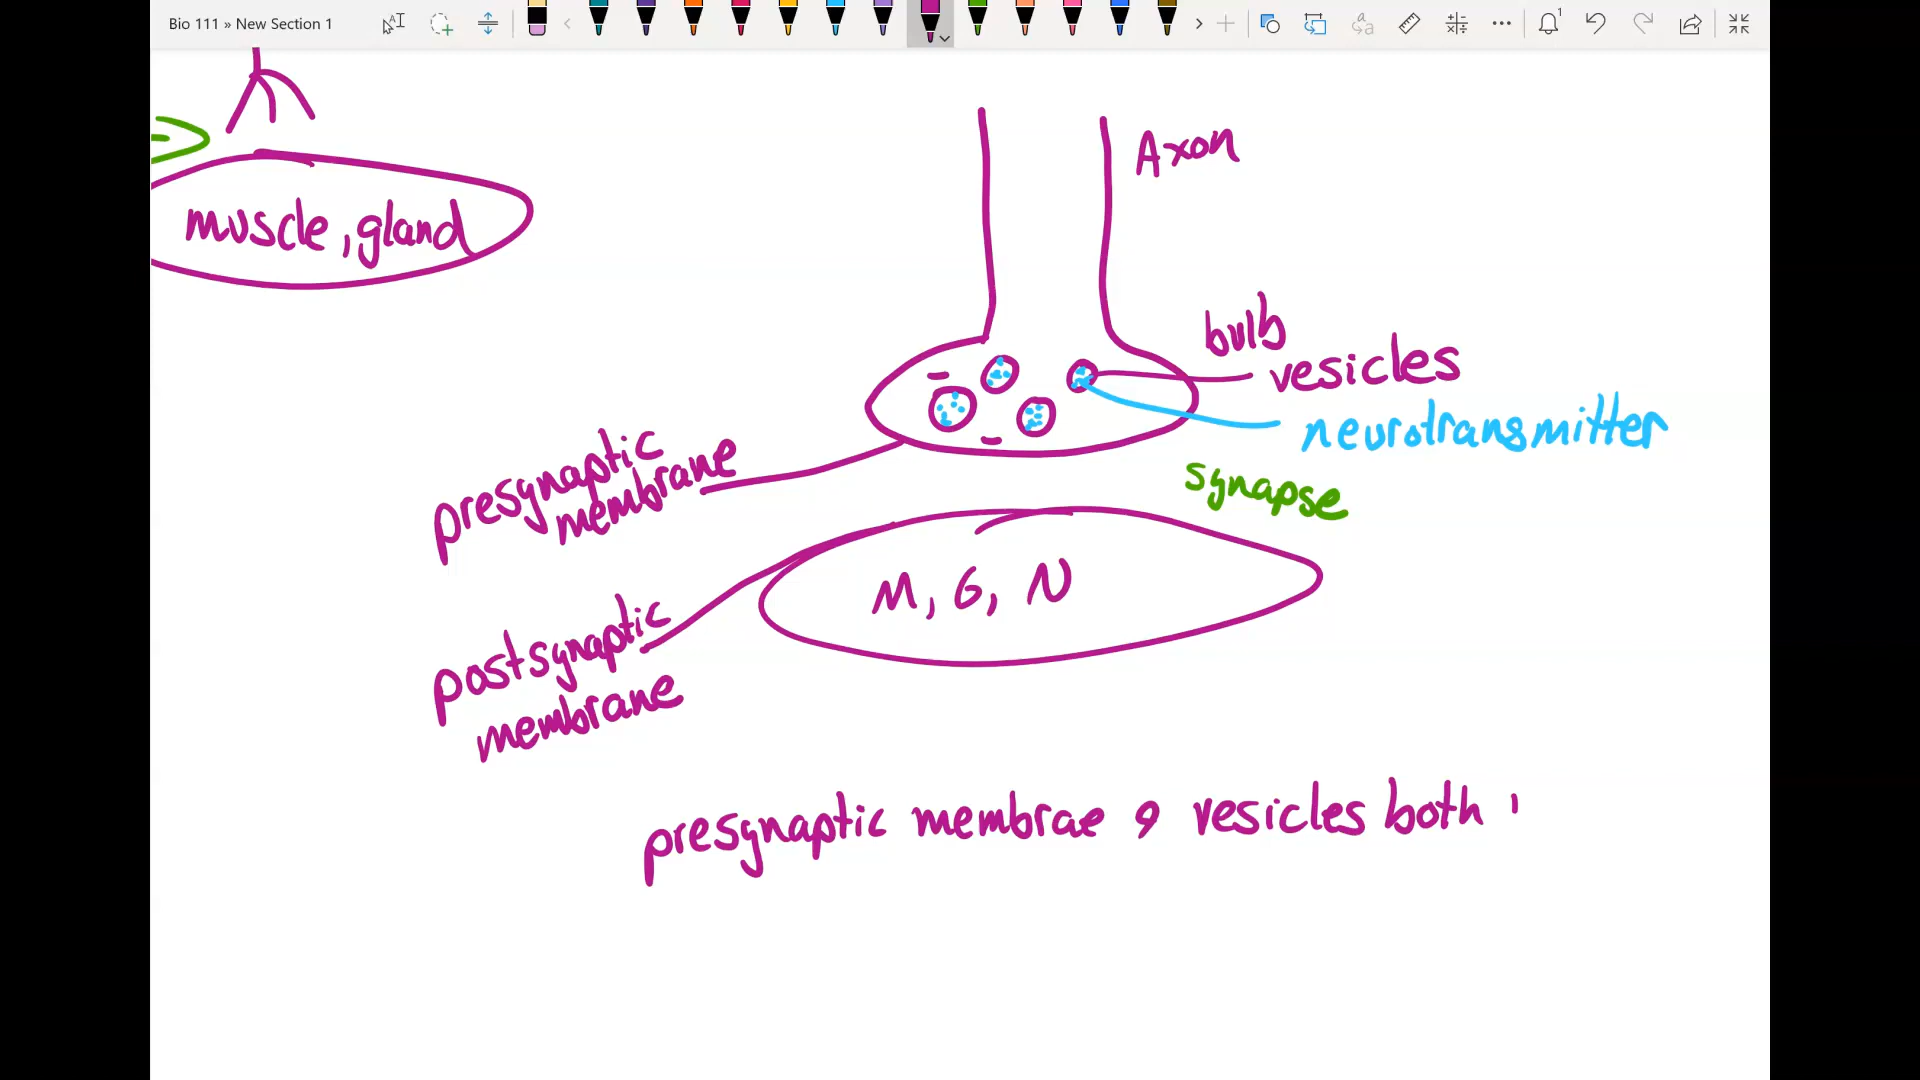 Bio 111 » New Section 1
Axon
muscle, gland
bulb
vesicles
neurotransmitter
presynaptic
membrane
synapse
M, G, N
postsynaptic
membrane
presynaptic membrae & vesicles both